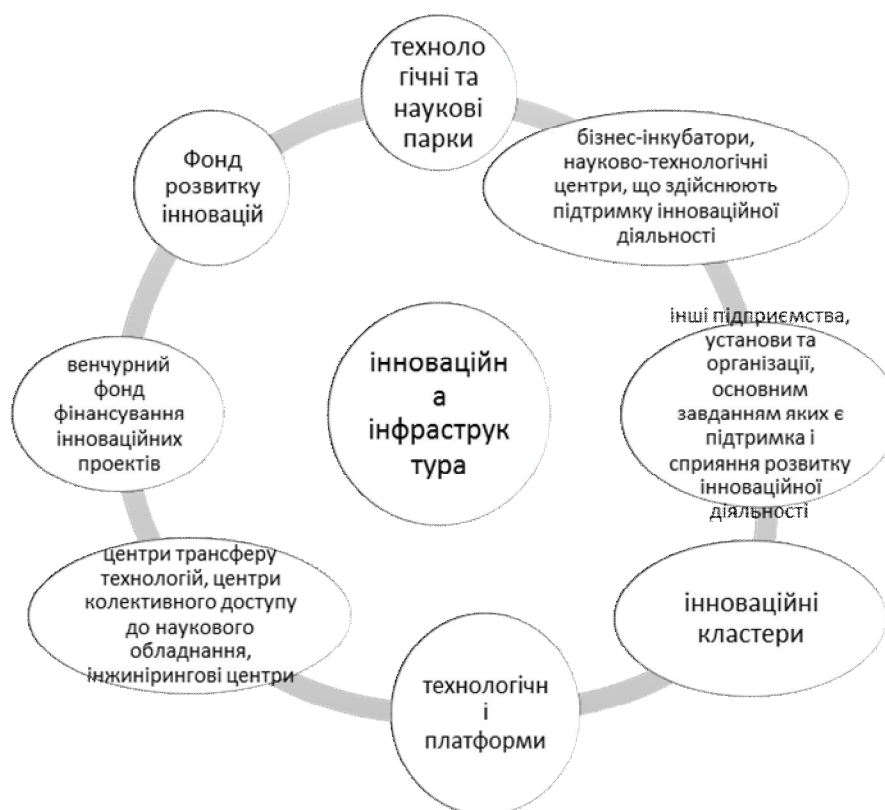 техноло
гічні та
наукові
парки
бізнес-інкубатори,
науково-технологічні
центри, що здійснюють
підтримку інноваційної
діяльності
інші підприємства,
установи та
організації,
основним
завданням яких є
підтримка і
сприяння розвитку
інноваційної
діяльності
інноваційні
кластери
технологічн
і
платформи
центри трансферу
технологій, центри
колективного доступу
до наукового
обладнання,
інжинірингові центри
венчурний
фонд
фінансування
інноваційних
проектів
Фонд
розвитку
інновацій
інноваційн
а
інфраструк
тура